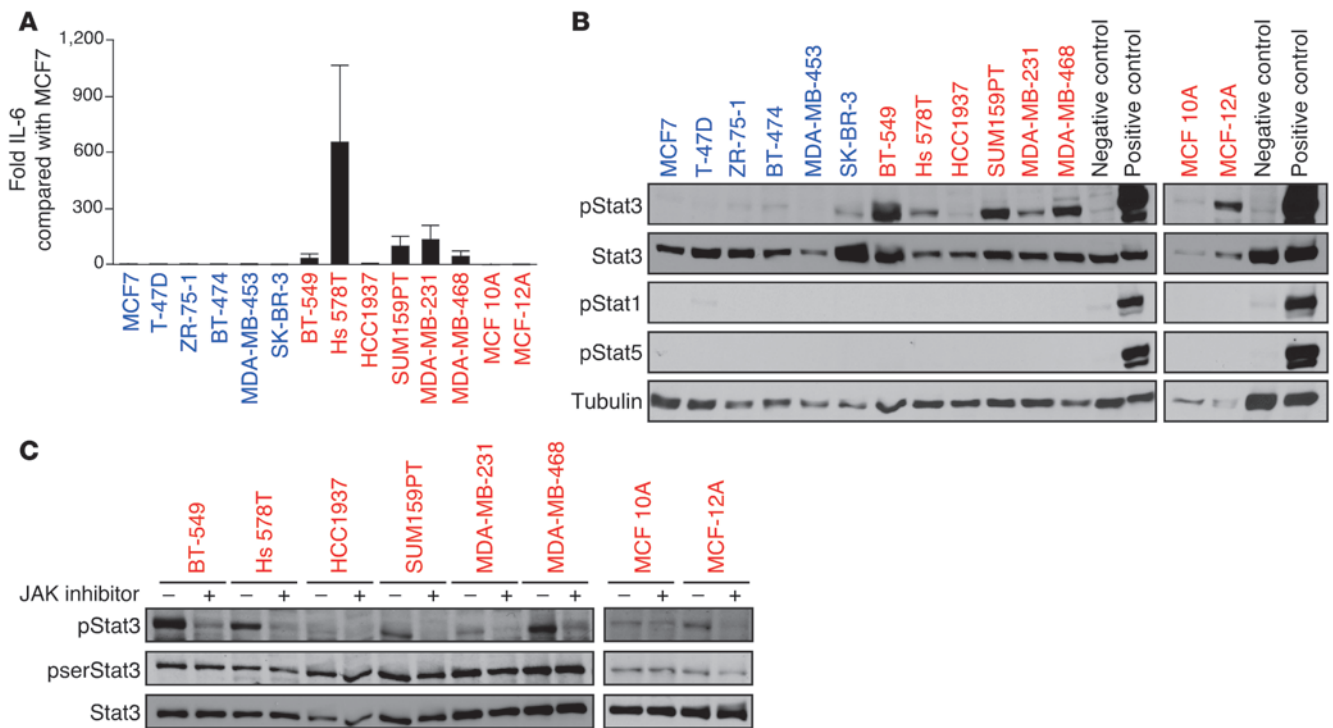 A
Fold IL-6
compared with MCF7
1,200
900
600
300
0
MCF7
T-47D
ZR-75-1
BT-474
MDA-MB-453
SK-BR-3
BT-549
Hs 578T
HCC1937
SUM159PT
MDA-MB-231
MDA-MB-468
MCF 10A
MCF-12A
B
MCF7
T-47D
ZR-75-1
BT-474
MDA-MB-453
SK-BR-3
BT-549
Hs 578T
HCC1937
SUM159PT
MDA-MB-231
MDA-MB-468
Negative control
Positive control
MCF 10A
MCF-12A
Negative control
Positive control
pStat3
Stat3
pStat1
pStat5
Tubulin
C
BT-549
Hs 578T
HCC1937
SUM159PT
MDA-MB-231
MDA-MB-468
MCF 10A
MCF-12A
JAK inhibitor – + – + – + – + – + – + – + – +
pStat3
pserStat3
Stat3